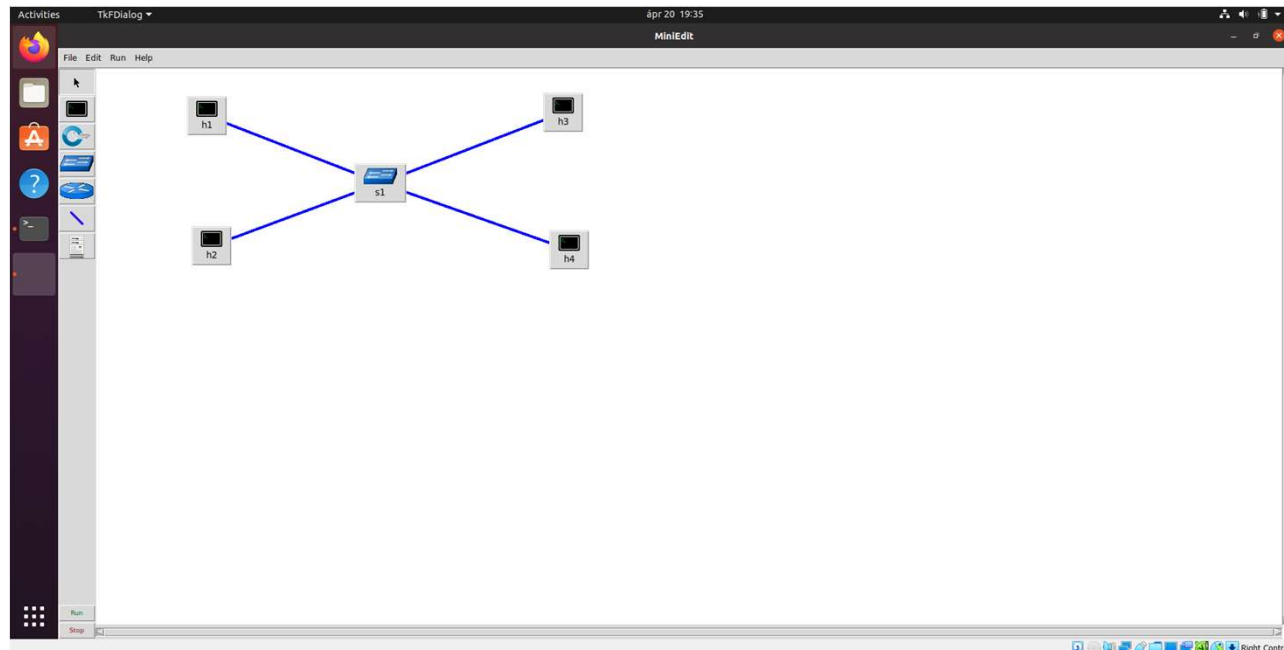 Activities TkFDialog ápr 20 19:35
MiniEdit
File Edit Run Help
h1
h3
s1
h2
h4
Run
Stop
Right Contr